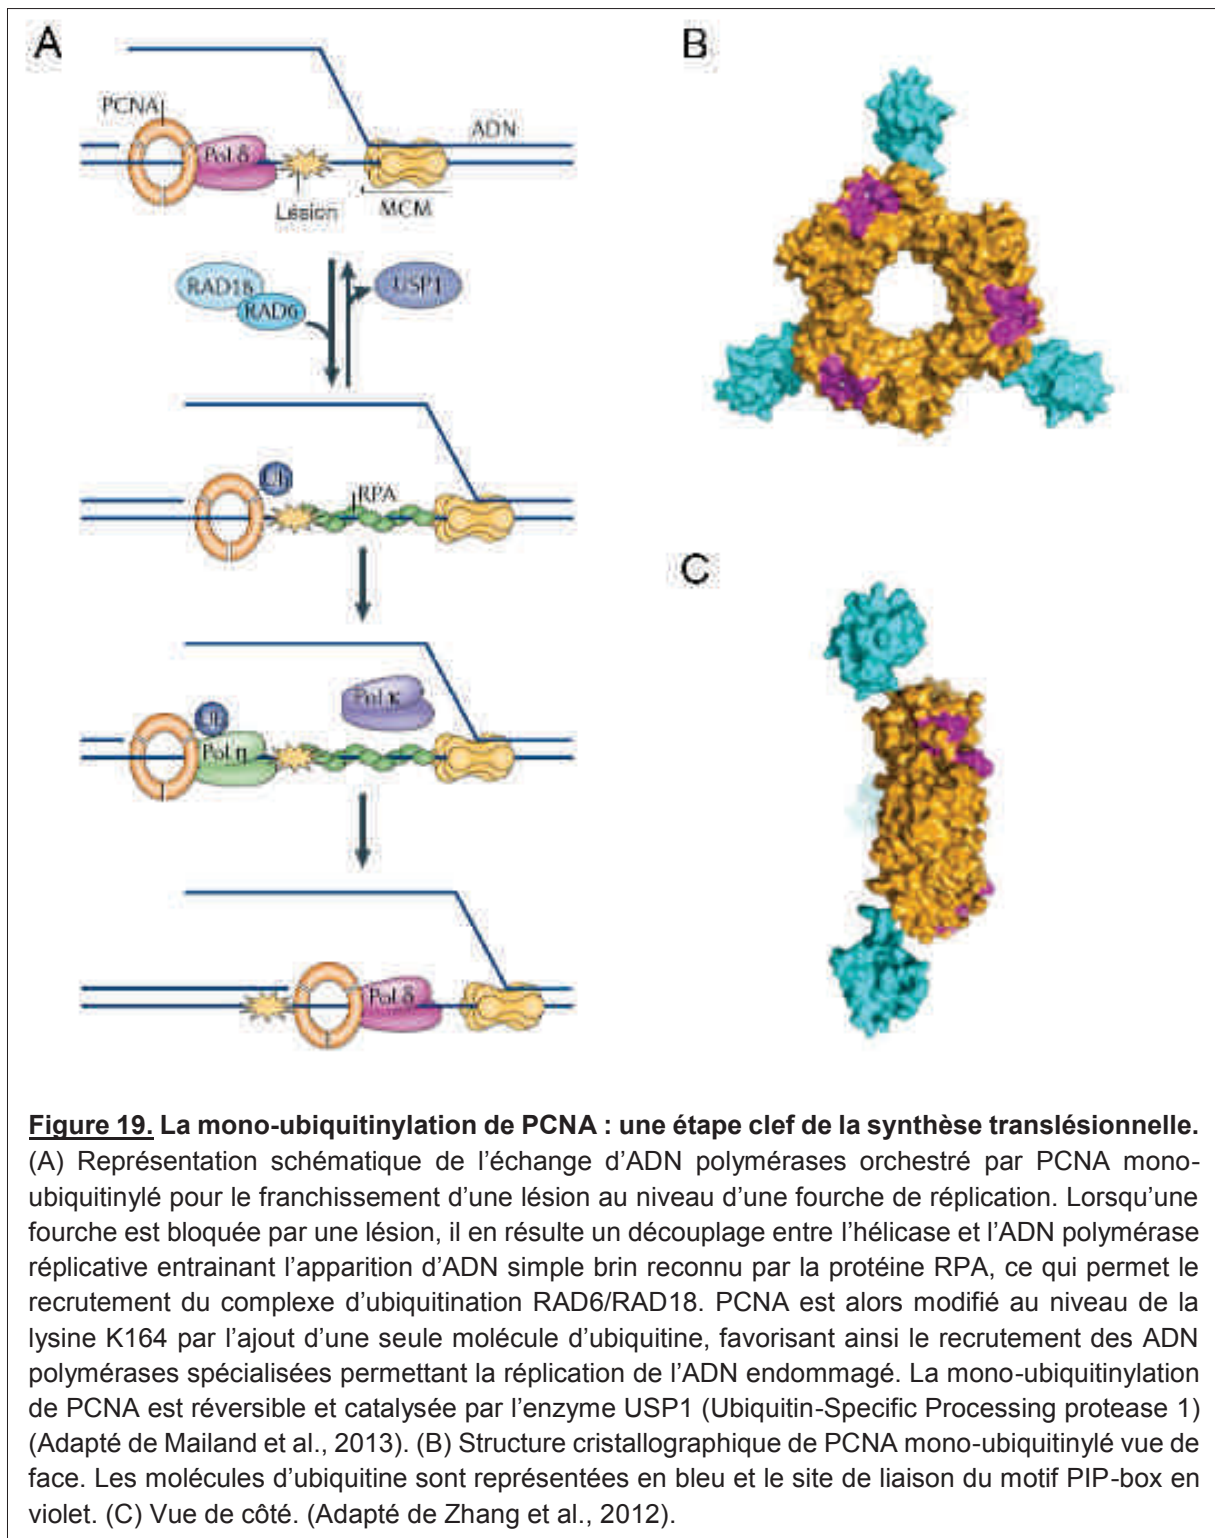 A
PCNA
Pol δ
ADN
Lésion
MCM
RAD18
RAD6
USP1
Ub
RPA
Pol κ
Pol η
Pol δ
B
C
Figure 19. La mono-ubiquitinylation de PCNA : une étape clef de la synthèse translésionnelle.
(A) Représentation schématique de l’échange d’ADN polymérases orchestré par PCNA mono-
ubiquitinylé pour le franchissement d’une lésion au niveau d’une fourche de réplication. Lorsqu’une
fourche est bloquée par une lésion, il en résulte un découplage entre l’hélicase et l’ADN polymérase
réplicative entrainant l’apparition d’ADN simple brin reconnu par la protéine RPA, ce qui permet le
recrutement du complexe d’ubiquitination RAD6/RAD18. PCNA est alors modifié au niveau de la
lysine K164 par l’ajout d’une seule molécule d’ubiquitine, favorisant ainsi le recrutement des ADN
polymérases spécialisées permettant la réplication de l’ADN endommagé. La mono-ubiquitinylation
de PCNA est réversible et catalysée par l’enzyme USP1 (Ubiquitin-Specific Processing protease 1)
(Adapté de Mailand et al., 2013). (B) Structure cristallographique de PCNA mono-ubiquitinylé vue de
face. Les molécules d’ubiquitine sont représentées en bleu et le site de liaison du motif PIP-box en
violet. (C) Vue de côté. (Adapté de Zhang et al., 2012).